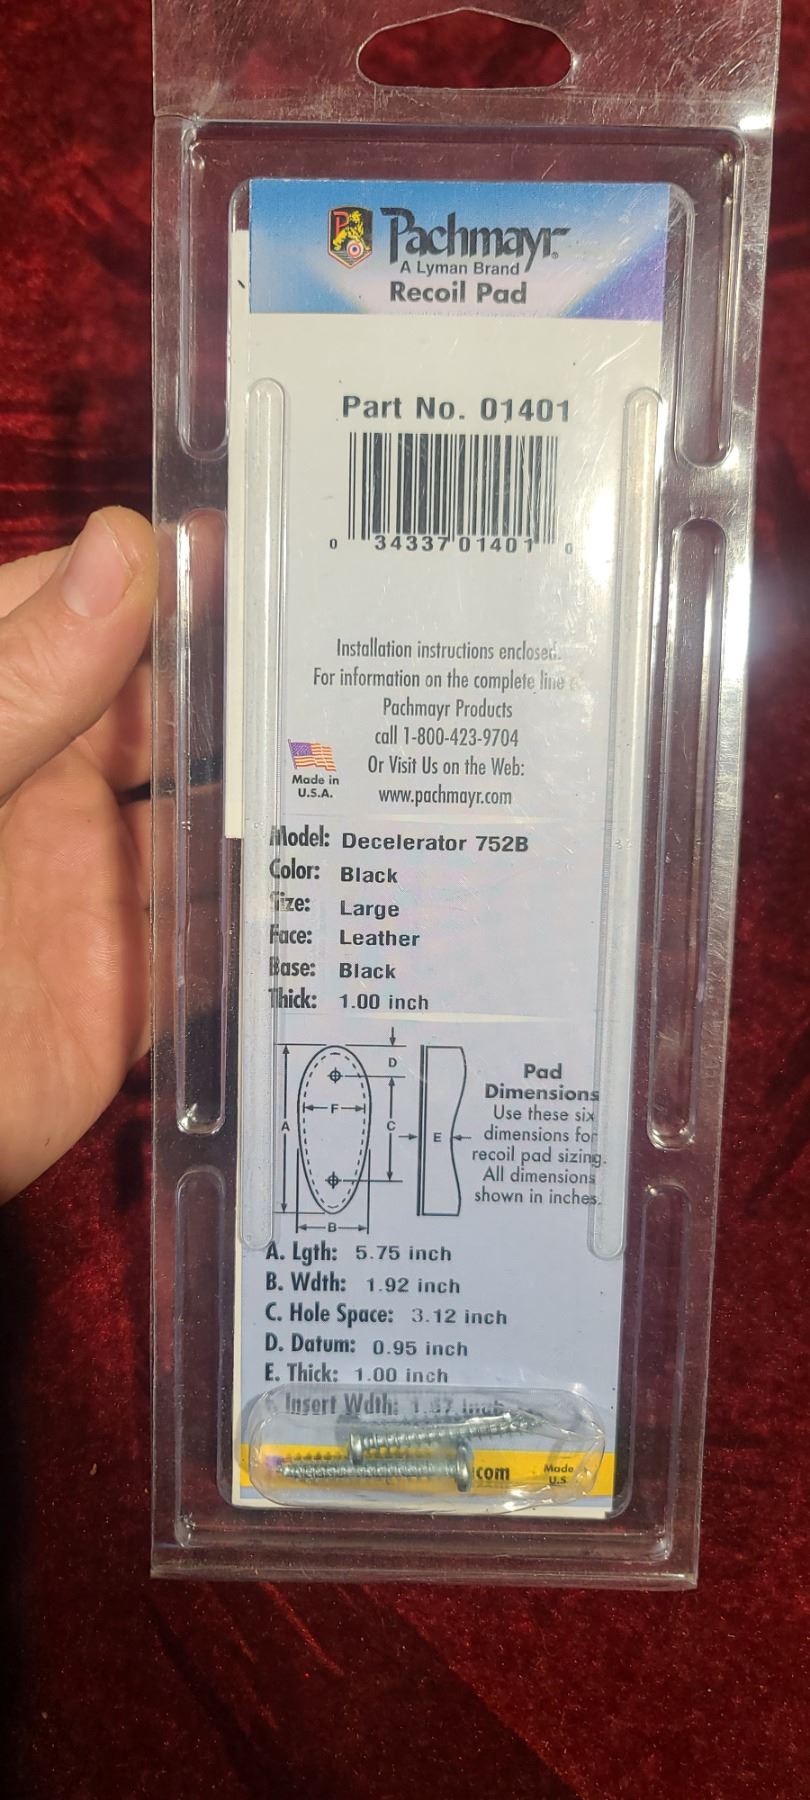 Pachmayr®
A Lyman Brand
Recoil Pad
Part No. 01401
0 34337 01401 0
Installation instructions enclosed.
For information on the complete line
Pachmayr Products
call 1-800-423-9704
Or Visit Us on the Web:
www.pachmayr.com
Made in
U.S.A.
Model: Decelerator 752B
Color: Black
Size: Large
Face: Leather
Base: Black
Thick: 1.00 inch
A
B
C
D
E
F
Pad
Dimensions
Use these six
dimensions for
recoil pad sizing.
All dimensions
shown in inches.
A. Lgth: 5.75 inch
B. Wdth: 1.92 inch
C. Hole Space: 3.12 inch
D. Datum: 0.95 inch
E. Thick: 1.00 inch
Insert Wdth:
com
Made
U.S.